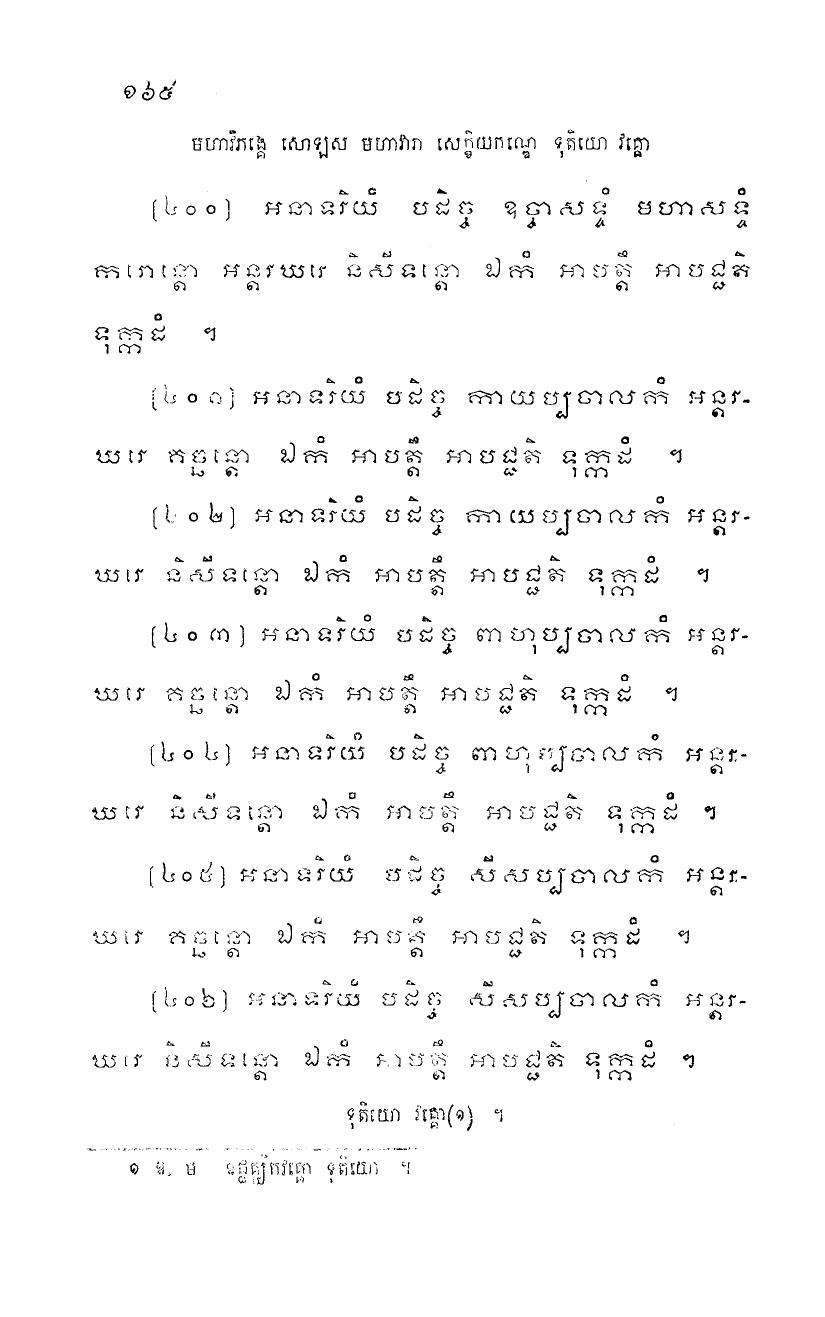 ១៦៥
មហាវិភង្គេ សោឡស មហាវារា សេក្ខិយកណ្ឌេ ទុតិយោ វគ្គោ
(៤០០) អនាទរិយំ បដិច្ច ឧច្ចាសទ្ទំ មហាសទ្ទំ
ករោន្តោ អន្តរឃរេ និសីទន្តោ ឯកំ អាបត្តឹ អាបជ្ជតិ
ទុក្កដំ ។
(៤០១) អនាទរិយំ បដិច្ច កាយប្បចាលកំ អន្តរ-
ឃរេ គច្ឆន្តោ ឯកំ អាបត្តឹ អាបជ្ជតិ ទុក្កដំ ។
(៤០២) អនាទរិយំ បដិច្ច កាយប្បចាលកំ អន្តរ-
ឃរេ និសីទន្តោ ឯកំ អាបត្តឹ អាបជ្ជតិ ទុក្កដំ ។
(៤០៣) អនាទរិយំ បដិច្ច ពាហុប្បចាលកំ អន្តរ-
ឃរេ គច្ឆន្តោ ឯកំ អាបត្តឹ អាបជ្ជតិ ទុក្កដំ ។
(៤០៤) អនាទរិយំ បដិច្ច ពាហុប្បចាលកំ អន្តរ-
ឃរេ និសីទន្តោ ឯកំ អាបត្តឹ អាបជ្ជតិ ទុក្កដំ ។
(៤០៥) អនាទរិយំ បដិច្ច សីសប្បចាលកំ អន្តរ-
ឃរេ គច្ឆន្តោ ឯកំ អាបត្តឹ អាបជ្ជតិ ទុក្កដំ ។
(៤០៦) អនាទរិយំ បដិច្ច សីសប្បចាលកំ អន្តរ-
ឃរេ និសីទន្តោ ឯកំ អាបត្តឹ អាបជ្ជតិ ទុក្កដំ ។
ទុតិយោ វគ្គោ(១) ។
១ ឱ. ម ឧជ្ជគ្ឃិកវគ្គោ ទុតិយោ ។